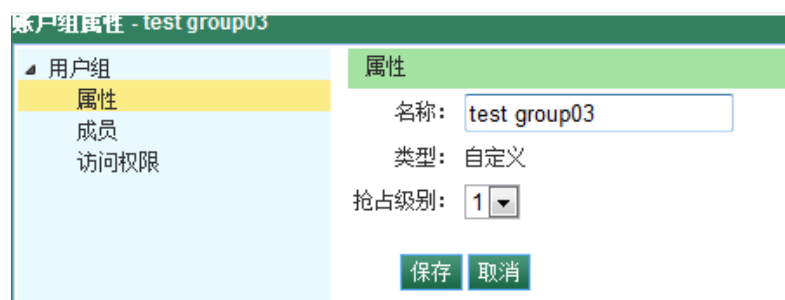 账户组属性 - test group03
用户组
属性
成员
访问权限
属性
名称： test group03
类型： 自定义
抢占级别： 1
保存 取消